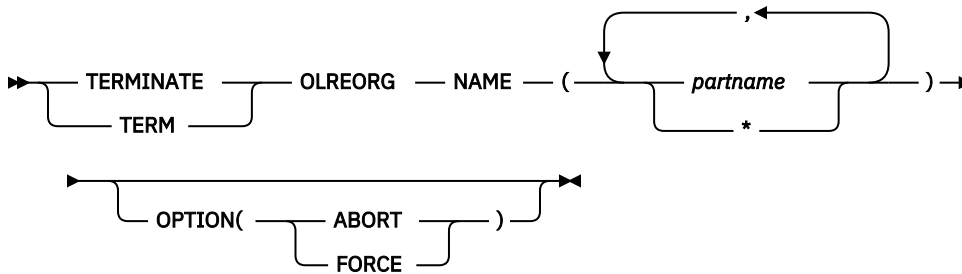 ,
TERMINATE OLREORG NAME ( partname )
TERM *
OPTION( ABORT )
FORCE